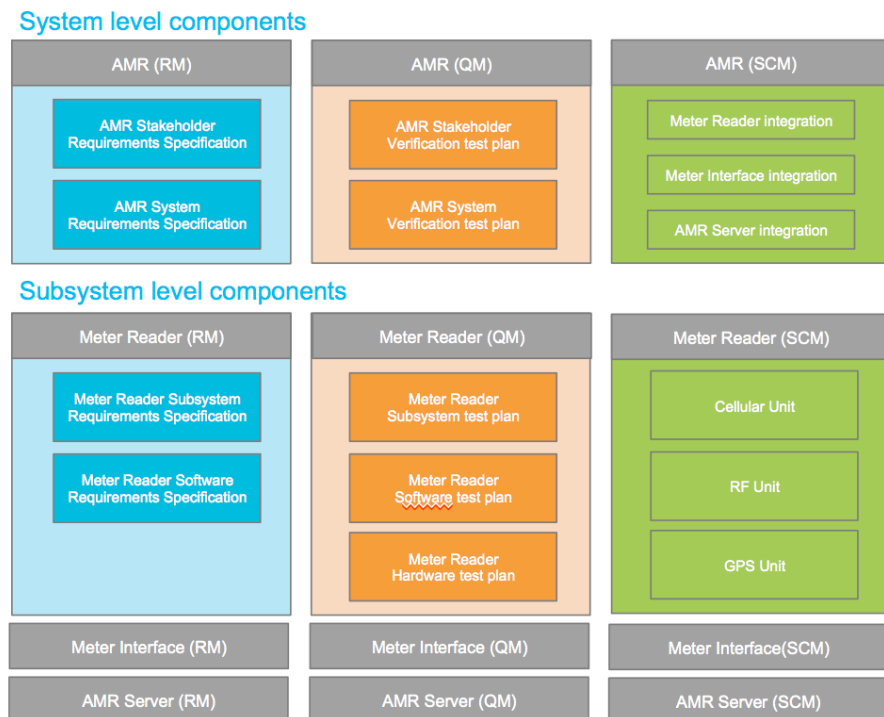 System level components
AMR (RM)
AMR Stakeholder
Requirements Specification
AMR System
Requirements Specification
AMR (QM)
AMR Stakeholder
Verification test plan
AMR System
Verification test plan
AMR (SCM)
Meter Reader integration
Meter Interface integration
AMR Server integration
Subsystem level components
Meter Reader (RM)
Meter Reader Subsystem
Requirements Specification
Meter Reader Software
Requirements Specification
Meter Reader (QM)
Meter Reader
Subsystem test plan
Meter Reader
Software test plan
Meter Reader
Hardware test plan
Meter Reader (SCM)
Cellular Unit
RF Unit
GPS Unit
Meter Interface (RM)
Meter Interface (QM)
Meter Interface(SCM)
AMR Server (RM)
AMR Server (QM)
AMR Server (SCM)